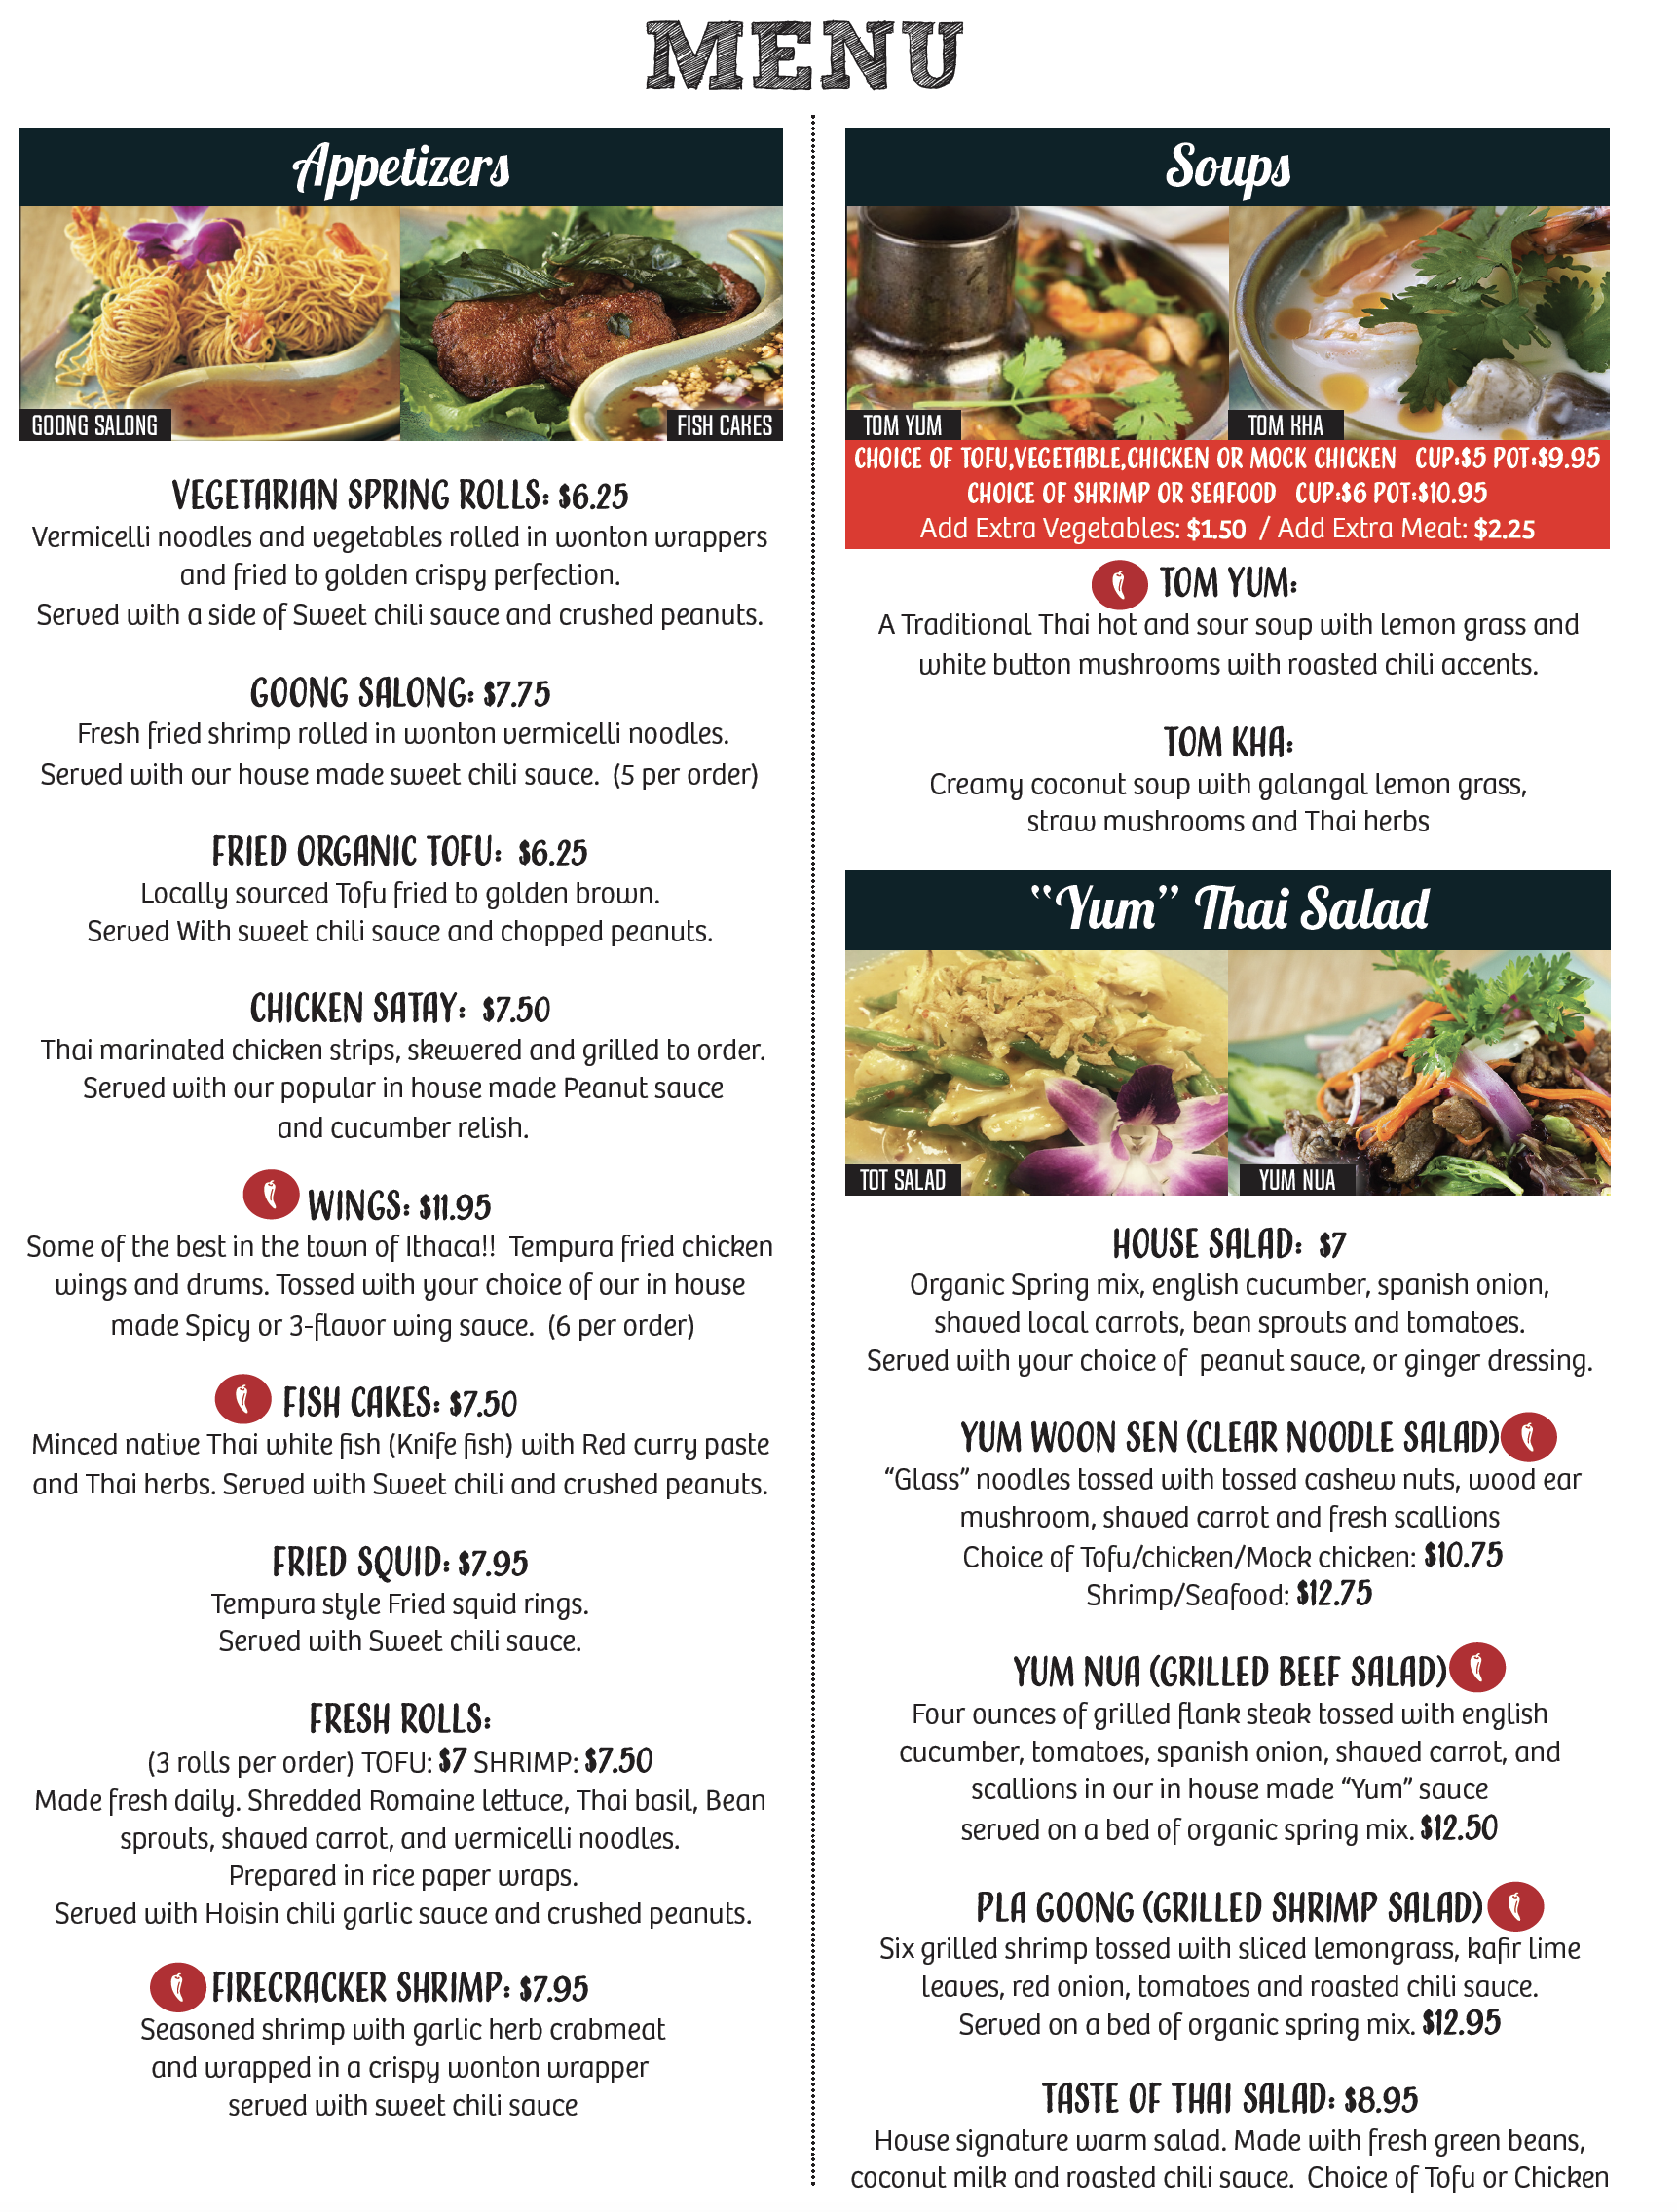 MENU
Appetizers
GOONG SALONG
FISH CAKES
VEGETARIAN SPRING ROLLS: $6.25
Vermicelli noodles and vegetables rolled in wonton wrappers
and fried to golden crispy perfection.
Served with a side of Sweet chili sauce and crushed peanuts.
GOONG SALONG: $7.75
Fresh fried shrimp rolled in wonton vermicelli noodles.
Served with our house made sweet chili sauce. (5 per order)
FRIED ORGANIC TOFU: $6.25
Locally sourced Tofu fried to golden brown.
Served With sweet chili sauce and chopped peanuts.
CHICKEN SATAY: $7.50
Thai marinated chicken strips, skewered and grilled to order.
Served with our popular in house made Peanut sauce
and cucumber relish.
WINGS: $11.95
Some of the best in the town of Ithaca!! Tempura fried chicken
wings and drums. Tossed with your choice of our in house
made Spicy or 3-flavor wing sauce. (6 per order)
FISH CAKES: $7.50
Minced native Thai white fish (Knife fish) with Red curry paste
and Thai herbs. Served with Sweet chili and crushed peanuts.
FRIED SQUID: $7.95
Tempura style Fried squid rings.
Served with Sweet chili sauce.
FRESH ROLLS:
(3 rolls per order) TOFU: $7 SHRIMP: $7.50
Made fresh daily. Shredded Romaine lettuce, Thai basil, Bean
sprouts, shaved carrot, and vermicelli noodles.
Prepared in rice paper wraps.
Served with Hoisin chili garlic sauce and crushed peanuts.
FIRECRACKER SHRIMP: $7.95
Seasoned shrimp with garlic herb crabmeat
and wrapped in a crispy wonton wrapper
served with sweet chili sauce
Soups
TOM YUM
TOM KHA
CHOICE OF TOFU,VEGETABLE,CHICKEN OR MOCK CHICKEN CUP:$5 POT:$9.95
CHOICE OF SHRIMP OR SEAFOOD CUP:$6 POT:$10.95
Add Extra Vegetables: $1.50 / Add Extra Meat: $2.25
TOM YUM:
A Traditional Thai hot and sour soup with lemon grass and
white button mushrooms with roasted chili accents.
TOM KHA:
Creamy coconut soup with galangal lemon grass,
straw mushrooms and Thai herbs
“Yum” Thai Salad
TOT SALAD
YUM NUA
HOUSE SALAD: $7
Organic Spring mix, english cucumber, spanish onion,
shaved local carrots, bean sprouts and tomatoes.
Served with your choice of peanut sauce, or ginger dressing.
YUM WOON SEN (CLEAR NOODLE SALAD)
“Glass” noodles tossed with tossed cashew nuts, wood ear
mushroom, shaved carrot and fresh scallions
Choice of Tofu/chicken/Mock chicken: $10.75
Shrimp/Seafood: $12.75
YUM NUA (GRILLED BEEF SALAD)
Four ounces of grilled flank steak tossed with english
cucumber, tomatoes, spanish onion, shaved carrot, and
scallions in our in house made “Yum” sauce
served on a bed of organic spring mix. $12.50
PLA GOONG (GRILLED SHRIMP SALAD)
Six grilled shrimp tossed with sliced lemongrass, kafir lime
leaves, red onion, tomatoes and roasted chili sauce.
Served on a bed of organic spring mix. $12.95
TASTE OF THAI SALAD: $8.95
House signature warm salad. Made with fresh green beans,
coconut milk and roasted chili sauce. Choice of Tofu or Chicken